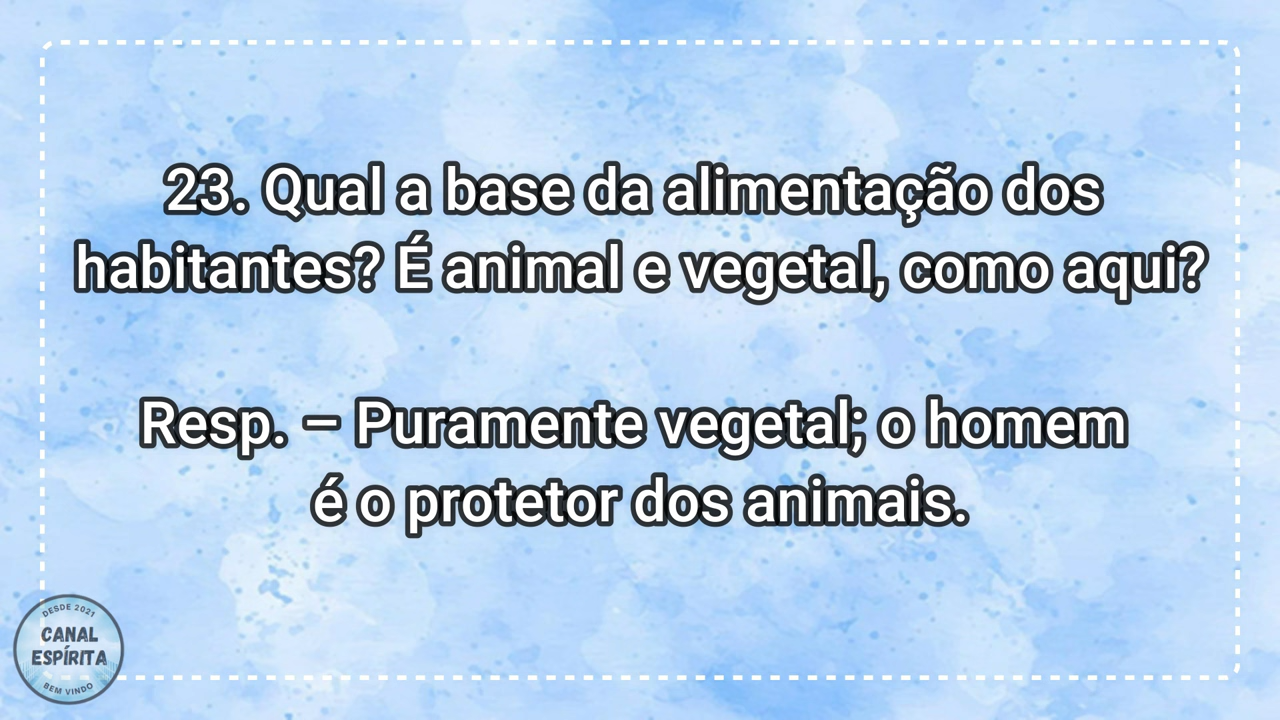 23. Qual a base da alimentação dos
habitantes? É animal e vegetal, como aqui?
Resp. – Puramente vegetal; o homem
é o protetor dos animais.
DESDE 2021
CANAL
ESPÍRITA
BEM VINDO